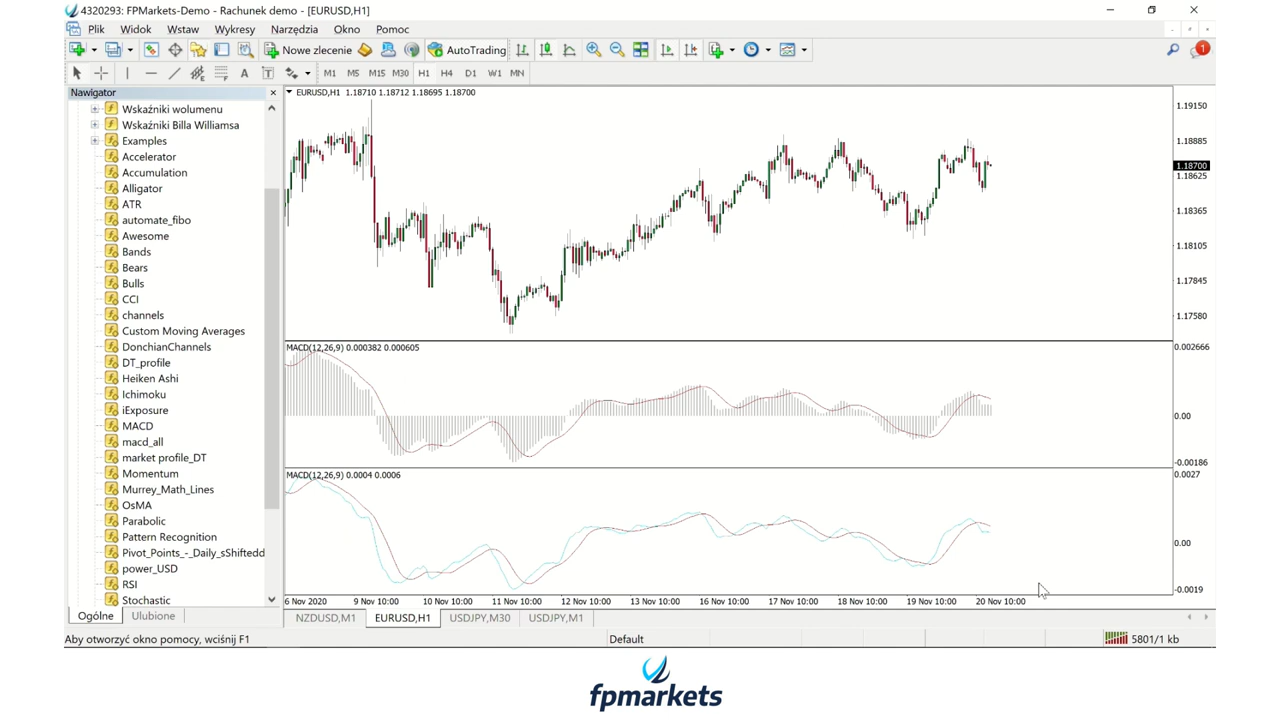 4320293: FPMarkets-Demo - Rachunek demo - [EURUSD,H1]
Plik Widok Wstaw Wykresy Narzędzia Okno Pomoc
Nowe zlecenie AutoTrading 1
A T M1 M5 M15 M30 H1 H4 D1 W1 MN
Nawigator
Wskaźniki wolumenu
Wskaźniki Billa Williamsa
Examples
Accelerator
Accumulation
Alligator
ATR
automate_fibo
Awesome
Bands
Bears
Bulls
CCI
channels
Custom Moving Averages
DonchianChannels
DT_profile
Heiken Ashi
Ichimoku
iExposure
MACD
macd_all
market profile_DT
Momentum
Murrey_Math_Lines
OsMA
Parabolic
Pattern Recognition
Pivot_Points_-_Daily_sShiftedd
power_USD
RSI
Stochastic
Ogólne Ulubione
EURUSD,H1 1.18710 1.18712 1.18695 1.18700
1.19150
1.18885
1.18700
1.18625
1.18365
1.18105
1.17845
1.17580
MACD(12,26,9) 0.000382 0.000605
0.002666
0.00
-0.00186
MACD(12,26,9) 0.0004 0.0006
0.0027
0.00
-0.0019
6 Nov 2020 9 Nov 10:00 10 Nov 10:00 11 Nov 10:00 12 Nov 10:00 13 Nov 10:00 16 Nov 10:00 17 Nov 10:00 18 Nov 10:00 19 Nov 10:00 20 Nov 10:00
NZDUSD,M1 EURUSD,H1 USDJPY,M30 USDJPY,M1
Aby otworzyć okno pomocy, wciśnij F1 Default 5801/1 kb
fpmarkets